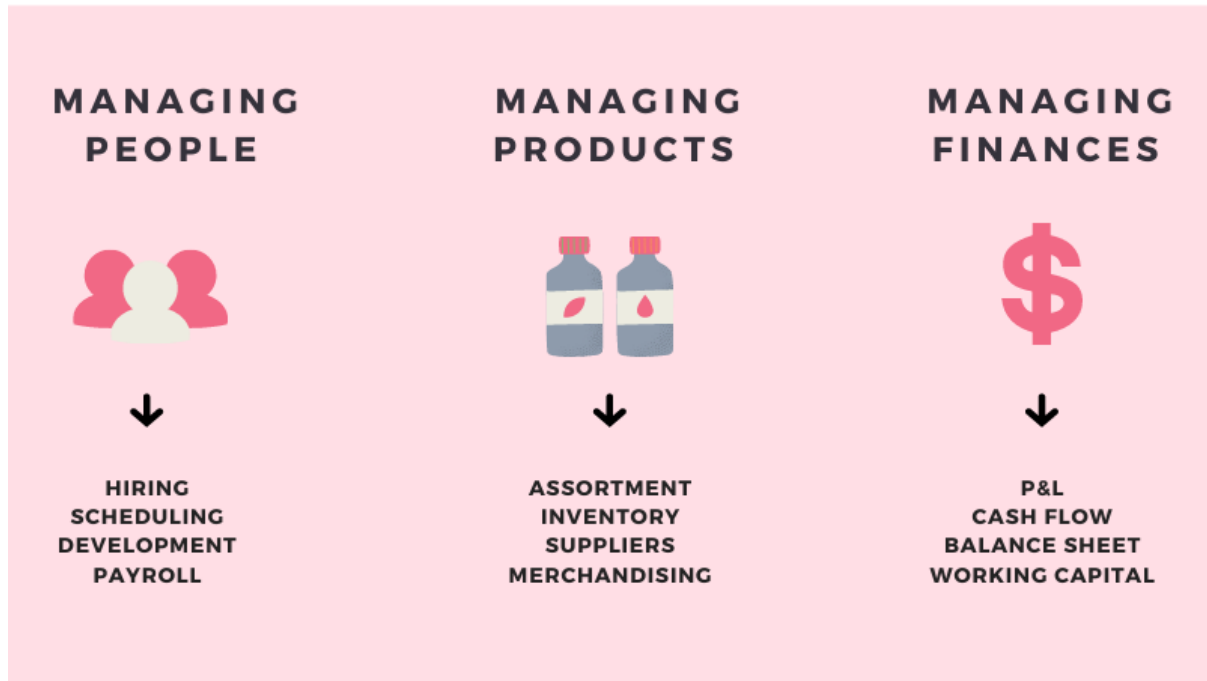 MANAGING
PEOPLE
HIRING
SCHEDULING
DEVELOPMENT
PAYROLL
MANAGING
PRODUCTS
ASSORTMENT
INVENTORY
SUPPLIERS
MERCHANDISING
MANAGING
FINANCES
P&L
CASH FLOW
BALANCE SHEET
WORKING CAPITAL